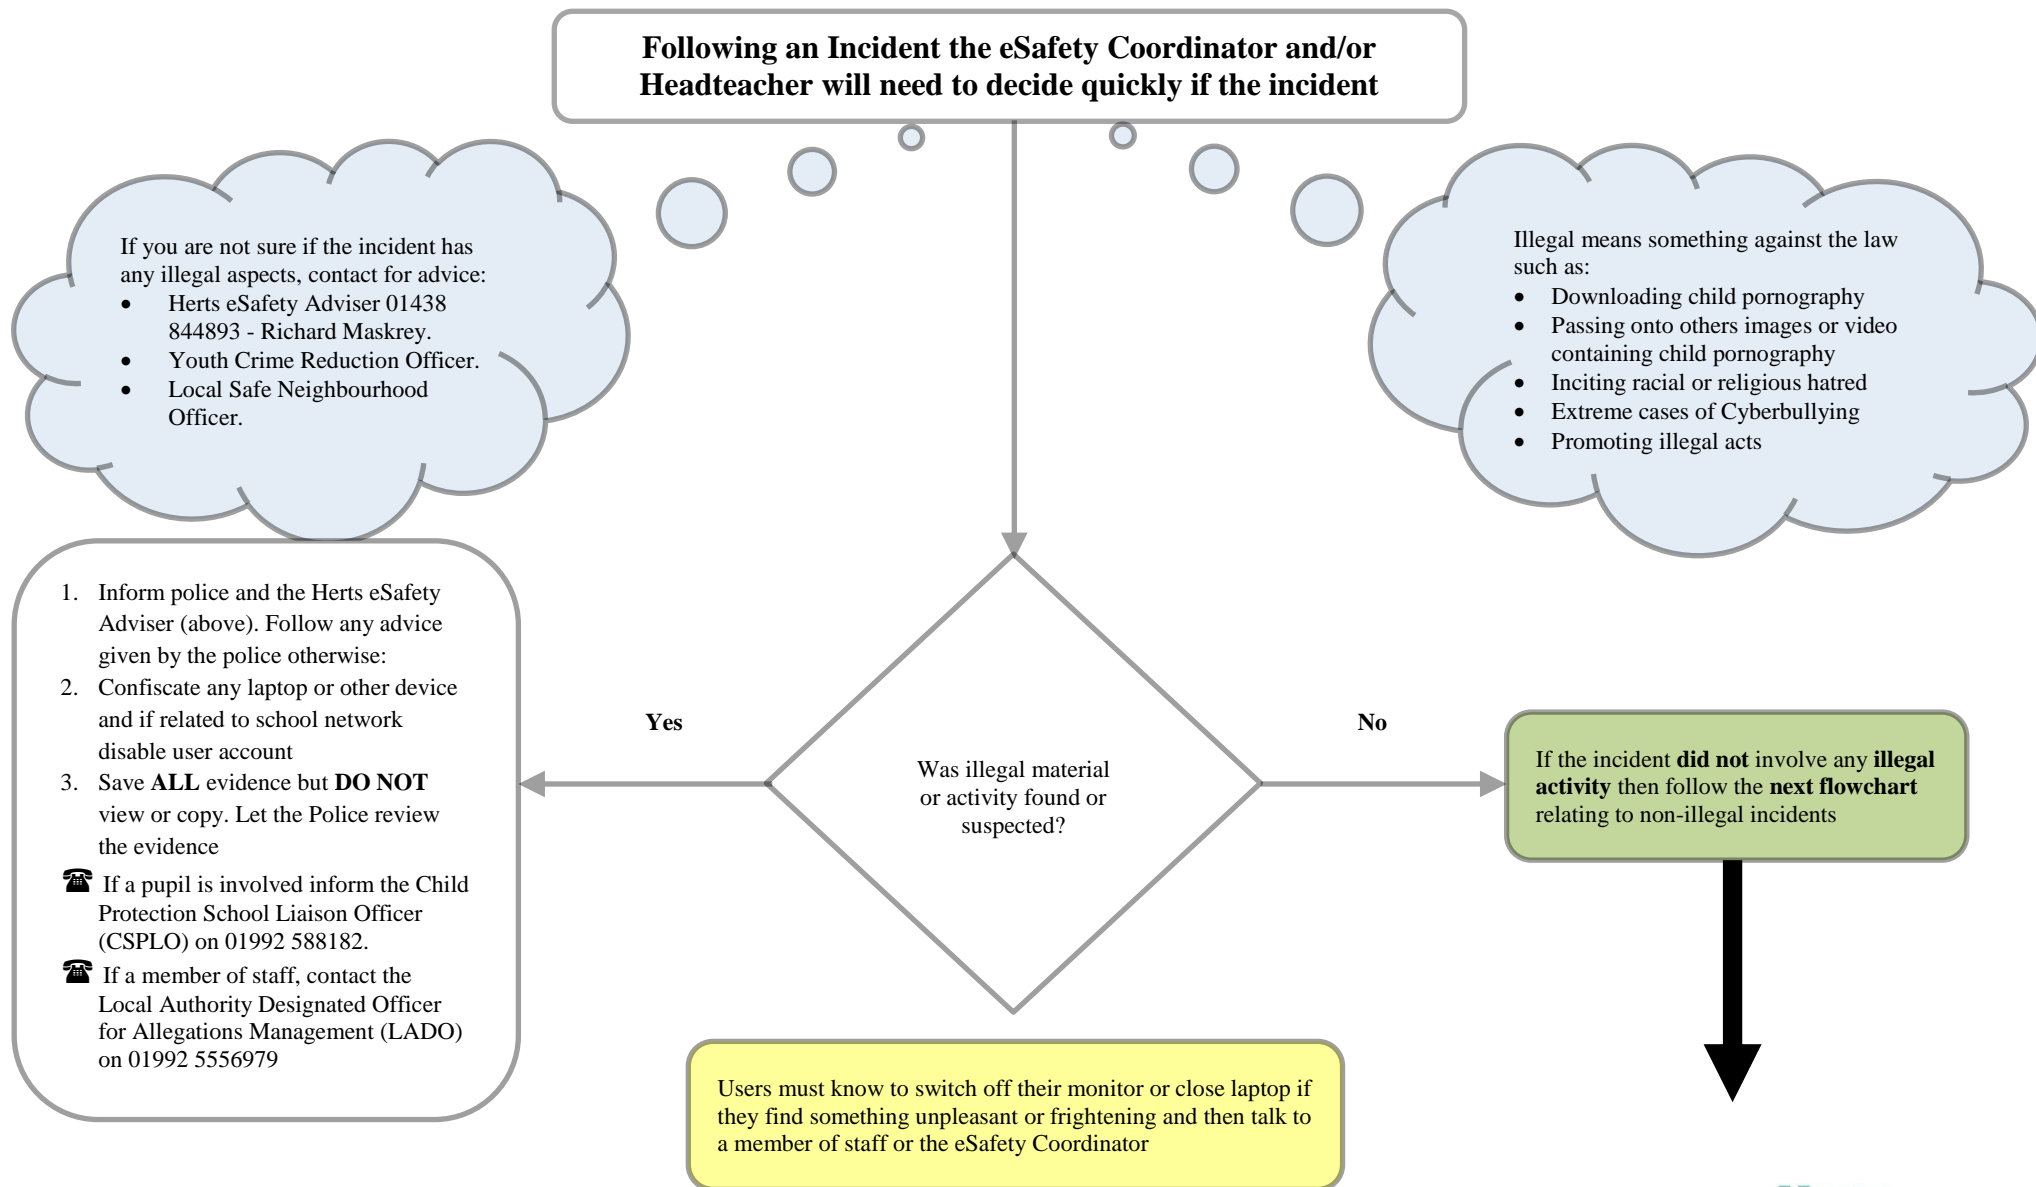 Following an Incident the eSafety Coordinator and/or
Headteacher will need to decide quickly if the incident
If you are not sure if the incident has
any illegal aspects, contact for advice:
• Herts eSafety Adviser 01438
844893 - Richard Maskrey.
• Youth Crime Reduction Officer.
• Local Safe Neighbourhood
Officer.
Illegal means something against the law
such as:
• Downloading child pornography
• Passing onto others images or video
containing child pornography
• Inciting racial or religious hatred
• Extreme cases of Cyberbullying
• Promoting illegal acts
1. Inform police and the Herts eSafety
Adviser (above). Follow any advice
given by the police otherwise:
2. Confiscate any laptop or other device
and if related to school network
disable user account
3. Save ALL evidence but DO NOT
view or copy. Let the Police review
the evidence
☎ If a pupil is involved inform the Child
Protection School Liaison Officer
(CSPLO) on 01992 588182.
☎ If a member of staff, contact the
Local Authority Designated Officer
for Allegations Management (LADO)
on 01992 5556979
Yes
Was illegal material
or activity found or
suspected?
No
If the incident did not involve any illegal
activity then follow the next flowchart
relating to non-illegal incidents
Users must know to switch off their monitor or close laptop if
they find something unpleasant or frightening and then talk to
a member of staff or the eSafety Coordinator